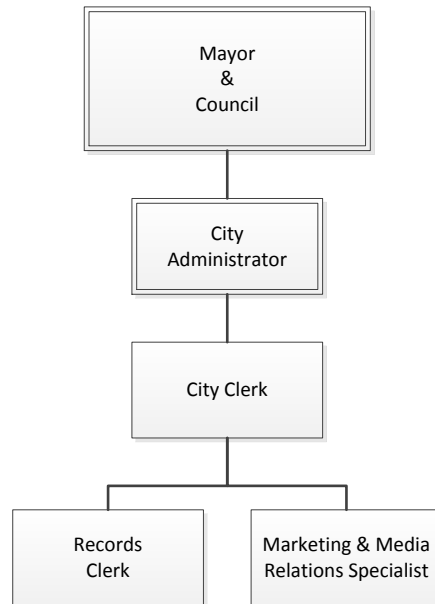 Mayor
&
Council
City
Administrator
City Clerk
Records
Clerk
Marketing & Media
Relations Specialist